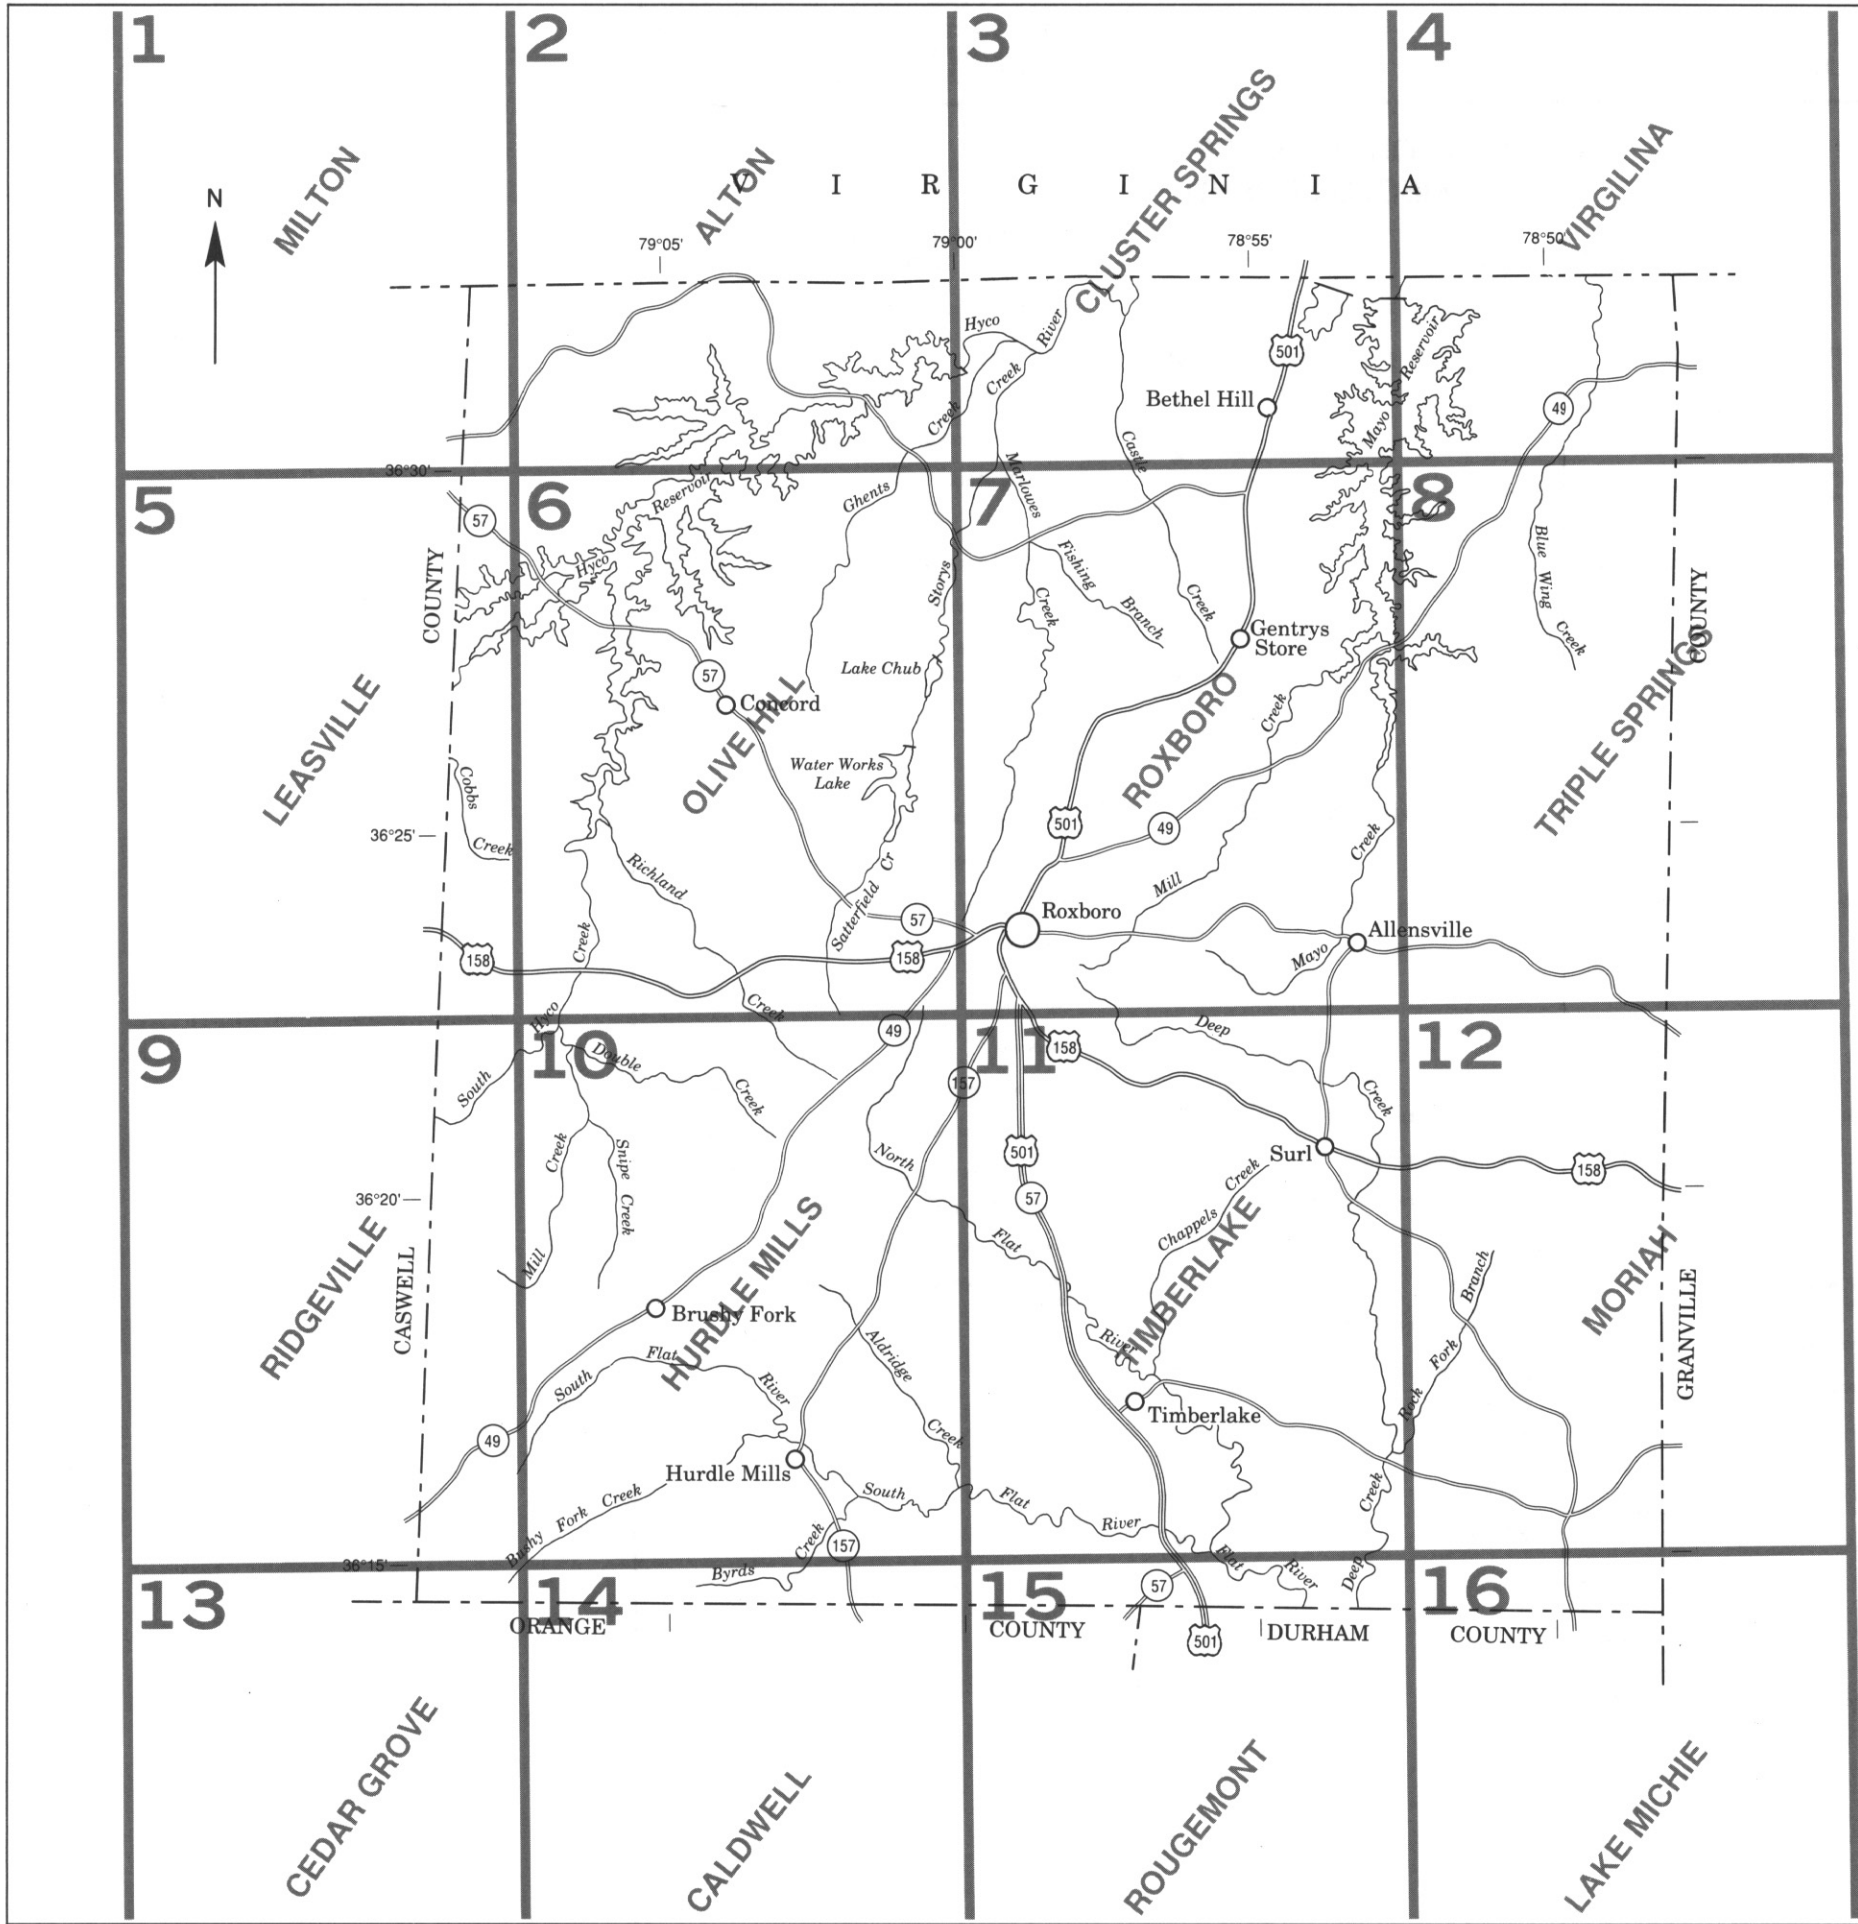 1
2
3
4
MILTON
ALTON
CLUSTER SPRINGS
VIRGILINA
V I R G I N I A
N
79°05'
79°00'
78°55'
78°50'
Hyco
River
Creek
Creek
501
Bethel Hill
Mayo
Reservoir
49
Castle
36°30'
5
6
7
8
57
Reservoir
Ghents
Marlowes
Hyco
COUNTY
Storys
Fishing
Branch
Creek
Creek
Blue Wing
Creek
COUNTY
Gentrys
Store
57
Lake Chub
Concord
LEASVILLE
OLIVE HILL
ROXBORO
TRIPLE SPRINGS
Creek
Water Works
Lake
Cobbs
Creek
36°25'
501
49
Creek
Richland
Satterfield Cr
Mill
57
Roxboro
Allensville
Creek
158
158
Mayo
Creek
Hyco
49
Deep
9
10
11
12
158
Double
Creek
South
157
Creek
Creek
Snipe Creek
Mill
North
501
Surl
158
Creek
Chappels
36°20'
57
Flat
RIDGEVILLE
HURDLE MILLS
TIMBERLAKE
MORIAH
CASWELL
GRANVILLE
Branch
Fork
Rock
Brushy Fork
Aldridge
Creek
River
Flat
South
River
Timberlake
49
Hurdle Mills
South
Flat
River
Creek
Bushy Fork Creek
Creek
Byrds
157
36°15'
Flat
River
Deep
13
14
15
16
57
ORANGE
COUNTY
501
DURHAM
COUNTY
CEDAR GROVE
CALDWELL
ROUGEMONT
LAKE MICHIE